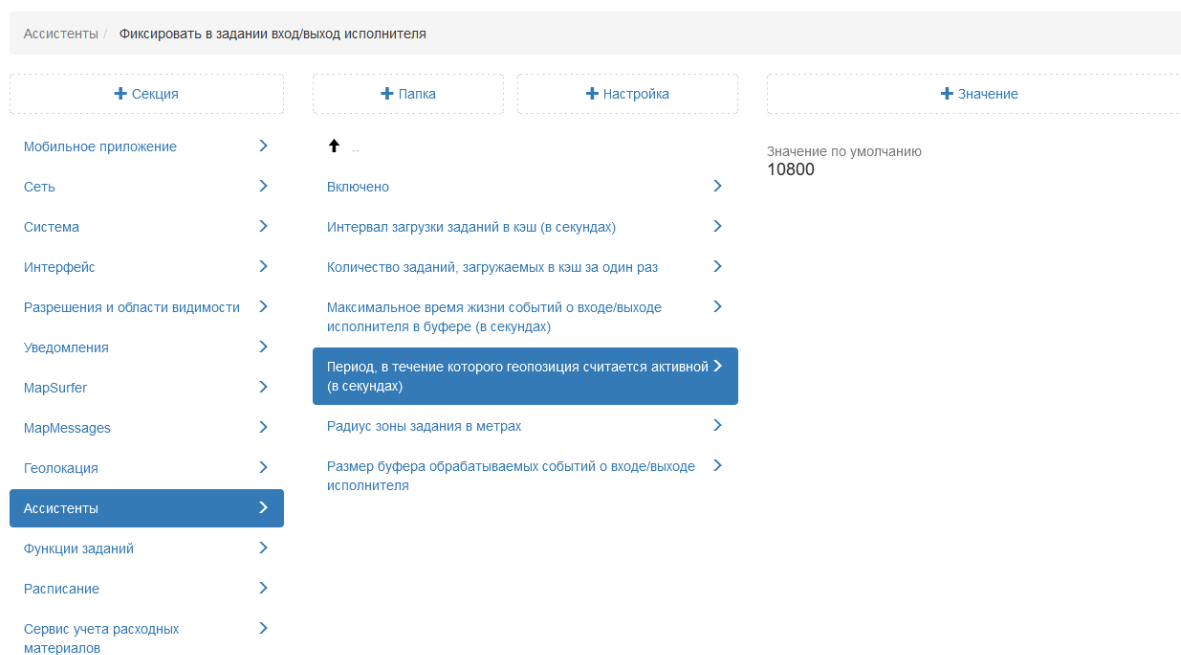 Ассистенты / Фиксировать в задании вход/выход исполнителя
+ Секция
+ Папка
+ Настройка
+ Значение
Мобильное приложение
Сеть
Система
Интерфейс
Разрешения и области видимости
Уведомления
MapSurfer
MapMessages
Геолокация
Ассистенты
Функции заданий
Расписание
Сервис учета расходных
материалов
..
Включено
Интервал загрузки заданий в кэш (в секундах)
Количество заданий, загружаемых в кэш за один раз
Максимальное время жизни событий о входе/выходе
исполнителя в буфере (в секундах)
Период, в течение которого геопозиция считается активной
(в секундах)
Радиус зоны задания в метрах
Размер буфера обрабатываемых событий о входе/выходе
исполнителя
Значение по умолчанию
10800